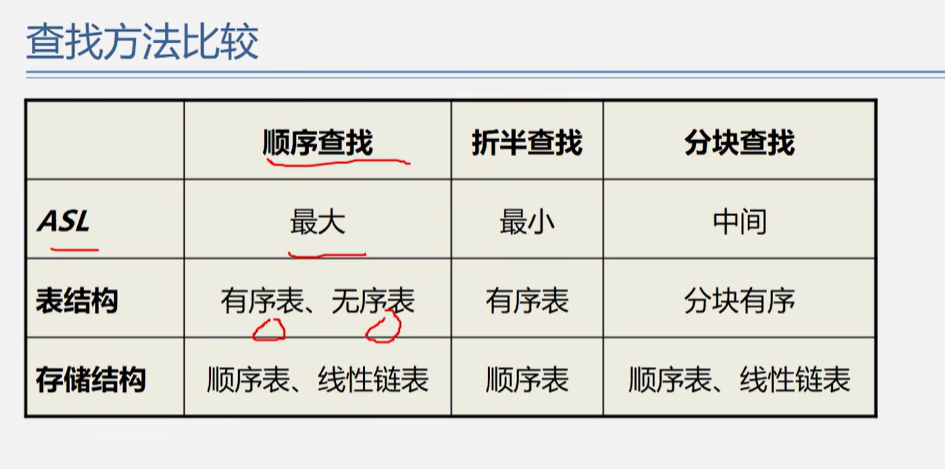 查找方法比较
顺序查找 折半查找 分块查找
ASL 最大 最小 中间
表结构 有序表、无序表 有序表 分块有序
存储结构 顺序表、线性链表 顺序表 顺序表、线性链表